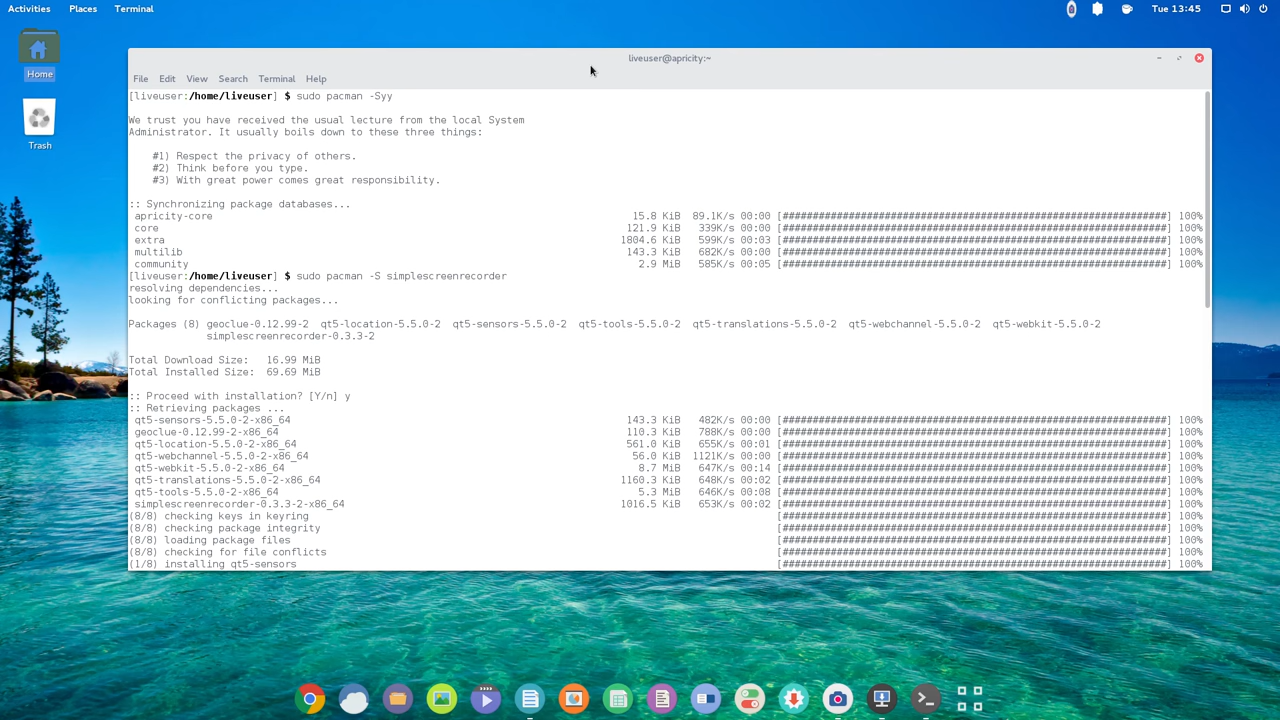 Activities Places Terminal Tue 13:45
Home
Trash
liveuser@apricity:~
File Edit View Search Terminal Help
[liveuser:/home/liveuser] $ sudo pacman -Syy
We trust you have received the usual lecture from the local System
Administrator. It usually boils down to these three things:
#1) Respect the privacy of others.
#2) Think before you type.
#3) With great power comes great responsibility.
:: Synchronizing package databases...
apricity-core 15.8 KiB 89.1K/s 00:00 [################################################################] 100%
core 121.9 KiB 339K/s 00:00 [################################################################] 100%
extra 1804.6 KiB 599K/s 00:03 [################################################################] 100%
multilib 143.3 KiB 682K/s 00:00 [################################################################] 100%
community 2.9 MiB 585K/s 00:05 [################################################################] 100%
[liveuser:/home/liveuser] $ sudo pacman -S simplescreenrecorder
resolving dependencies...
looking for conflicting packages...
Packages (8) geoclue-0.12.99-2 qt5-location-5.5.0-2 qt5-sensors-5.5.0-2 qt5-tools-5.5.0-2 qt5-translations-5.5.0-2 qt5-webchannel-5.5.0-2 qt5-webkit-5.5.0-2
simplescreenrecorder-0.3.3-2
Total Download Size: 16.99 MiB
Total Installed Size: 69.69 MiB
:: Proceed with installation? [Y/n] y
:: Retrieving packages ...
qt5-sensors-5.5.0-2-x86_64 143.3 KiB 482K/s 00:00 [################################################################] 100%
geoclue-0.12.99-2-x86_64 110.3 KiB 788K/s 00:00 [################################################################] 100%
qt5-location-5.5.0-2-x86_64 561.0 KiB 655K/s 00:01 [################################################################] 100%
qt5-webchannel-5.5.0-2-x86_64 56.0 KiB 1121K/s 00:00 [################################################################] 100%
qt5-webkit-5.5.0-2-x86_64 8.7 MiB 647K/s 00:14 [################################################################] 100%
qt5-translations-5.5.0-2-x86_64 1160.3 KiB 648K/s 00:02 [################################################################] 100%
qt5-tools-5.5.0-2-x86_64 5.3 MiB 646K/s 00:08 [################################################################] 100%
simplescreenrecorder-0.3.3-2-x86_64 1016.5 KiB 653K/s 00:02 [################################################################] 100%
(8/8) checking keys in keyring [################################################################] 100%
(8/8) checking package integrity [################################################################] 100%
(8/8) loading package files [################################################################] 100%
(8/8) checking for file conflicts [################################################################] 100%
(1/8) installing qt5-sensors [################################################################] 100%